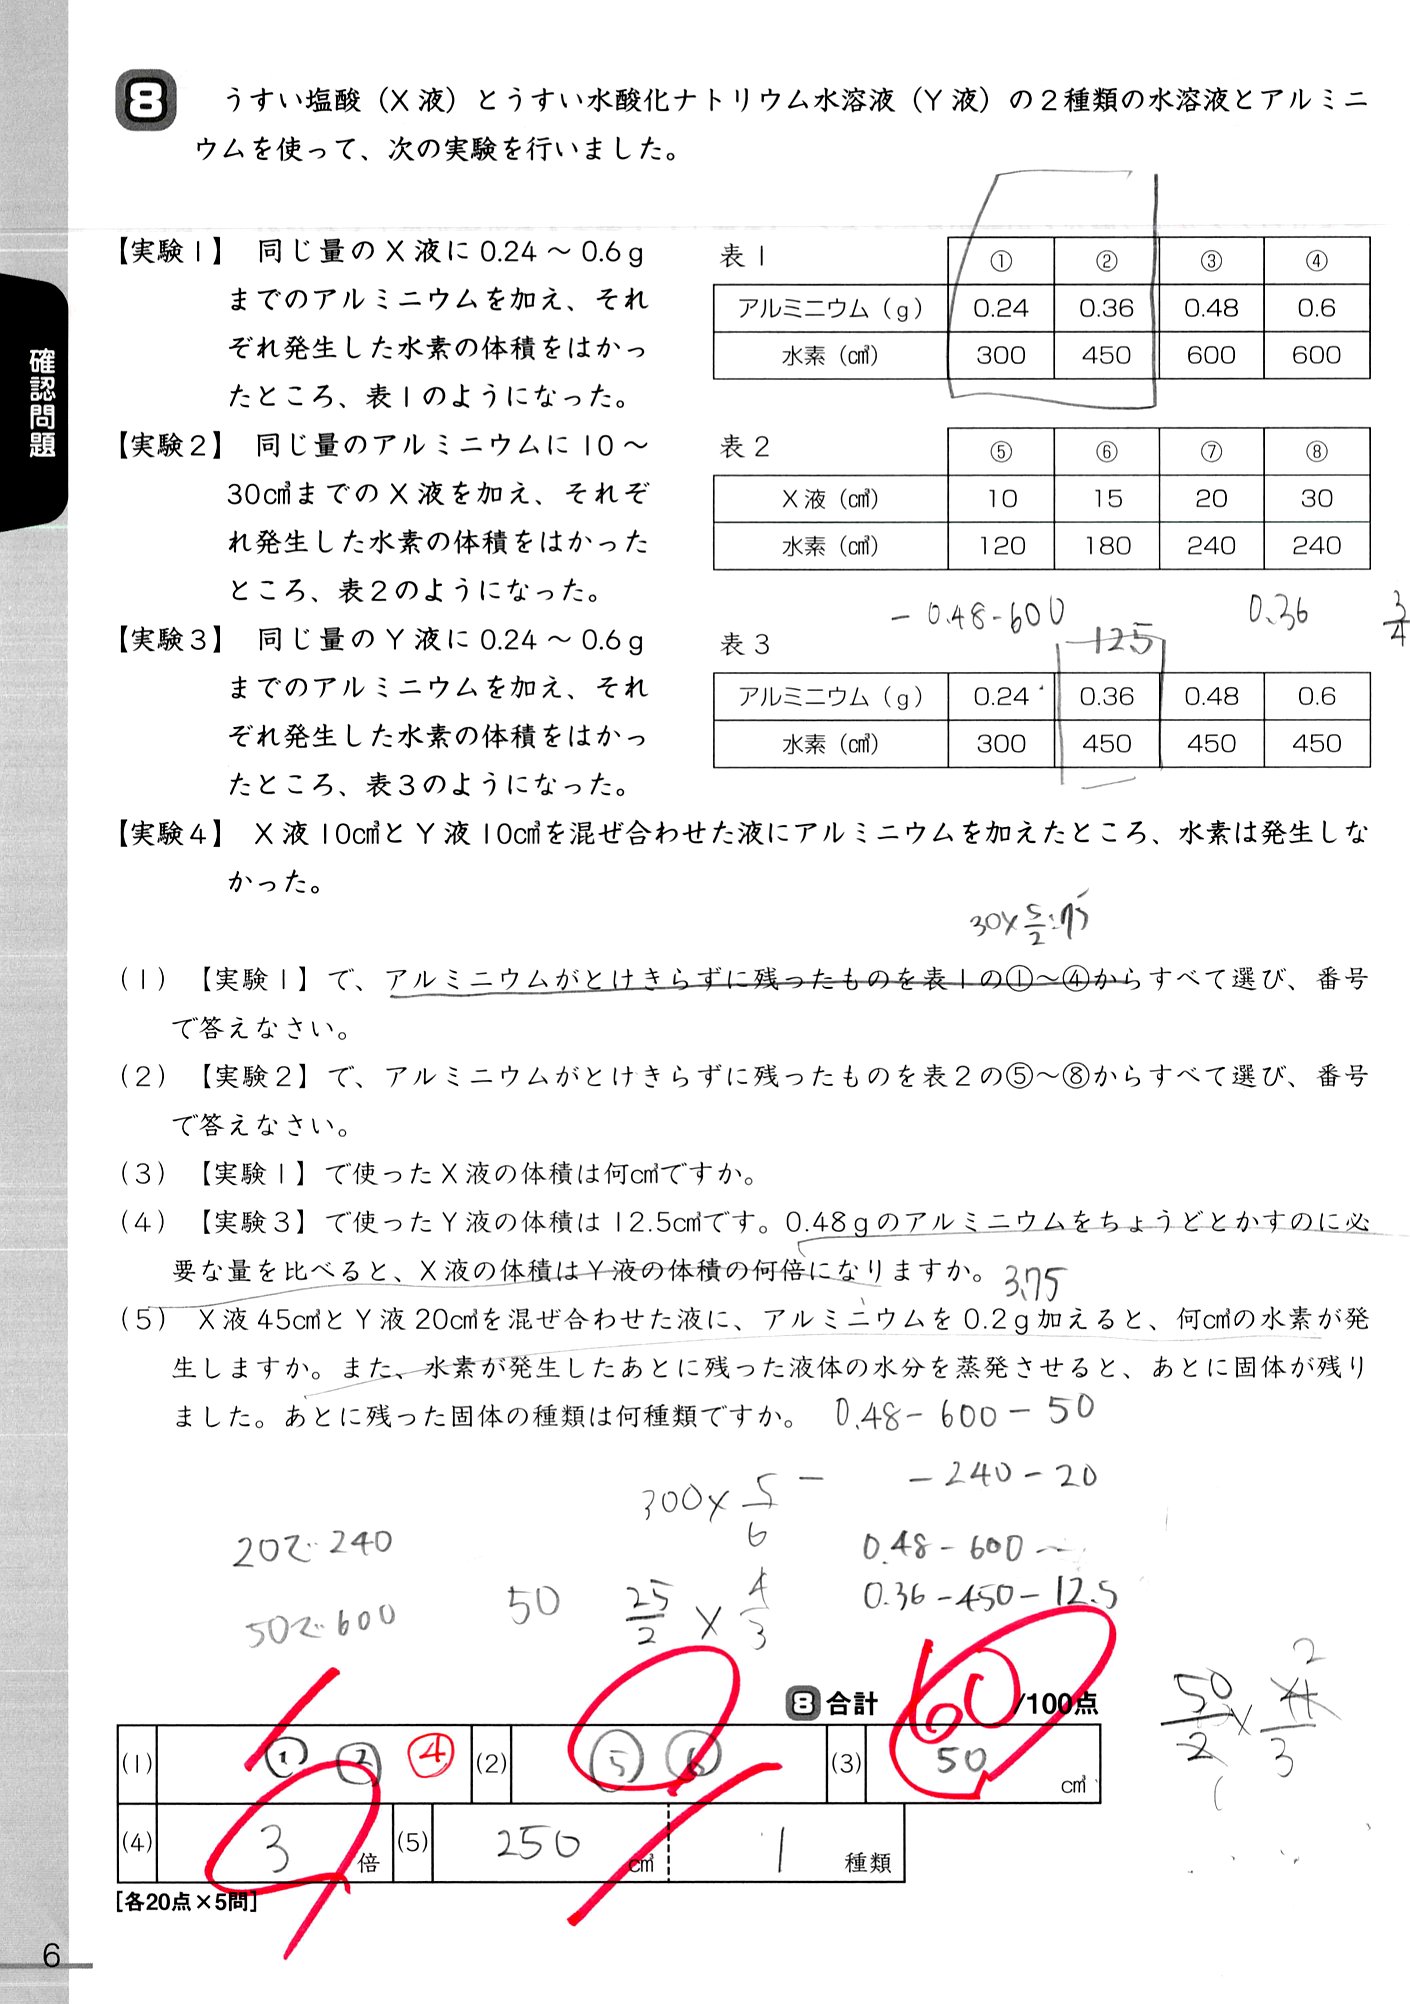 8 うすい塩酸（X液）とうすい水酸化ナトリウム水溶液（Y液）の2種類の水溶液とアルミニ
ウムを使って、次の実験を行いました。
確認問題
【実験1】 同じ量のX液に0.24～0.6g
までのアルミニウムを加え、それ
ぞれ発生した水素の体積をはかっ
たところ、表1のようになった。
表1
① ② ③ ④
アルミニウム（g） 0.24 0.36 0.48 0.6
水素（㎤） 300 450 600 600
【実験2】 同じ量のアルミニウムに10～
30㎤までのX液を加え、それぞ
れ発生した水素の体積をはかった
ところ、表2のようになった。
表2
⑤ ⑥ ⑦ ⑧
X液（㎤） 10 15 20 30
水素（㎤） 120 180 240 240
- 0.48-600 0.36 3/4
12.5
【実験3】 同じ量のY液に0.24～0.6g
までのアルミニウムを加え、それ
ぞれ発生した水素の体積をはかっ
たところ、表3のようになった。
表3
アルミニウム（g） 0.24 0.36 0.48 0.6
水素（㎤） 300 450 450 450
【実験4】 X液10㎤とY液10㎤を混ぜ合わせた液にアルミニウムを加えたところ、水素は発生しな
かった。
30×5/2=75
（1）【実験1】で、アルミニウムがとけきらずに残ったものを表1の①～④からすべて選び、番号
で答えなさい。
（2）【実験2】で、アルミニウムがとけきらずに残ったものを表2の⑤～⑧からすべて選び、番号
で答えなさい。
（3）【実験1】で使ったX液の体積は何㎤ですか。
（4）【実験3】で使ったY液の体積は12.5㎤です。0.48gのアルミニウムをちょうどとかすのに必
要な量を比べると、X液の体積はY液の体積の何倍になりますか。
3.75
（5） X液45㎤とY液20㎤を混ぜ合わせた液に、アルミニウムを0.2g加えると、何㎤の水素が発
生しますか。また、水素が発生したあとに残った液体の水分を蒸発させると、あとに固体が残り
ました。あとに残った固体の種類は何種類ですか。
0.48-600-50
-240-20
300×5/6 -
20で240
0.48-600-
0.36-450-12.5
50で600
50
25/2×4/3
50/2×4/3
2
8 合計 60 /100点
(1) ① ② ④ (2) ⑤ ⑥ (3) 50 ㎤
(4) 3 倍 (5) 250 ㎤ 1 種類
[各20点×5問]
6